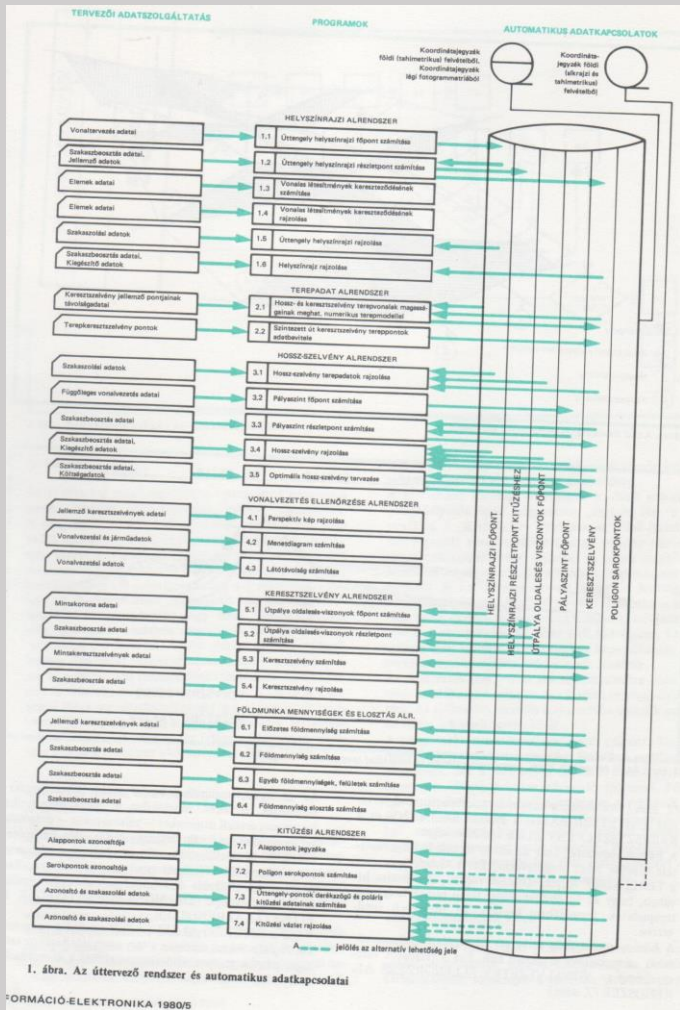 TERVEZŐI ADATSZOLGÁLTATÁS
PROGRAMOK
AUTOMATIKUS ADATKAPCSOLATOK
Koordinátajegyzék
földi (tahimetrikus) felvételből.
Koordinátajegyzék
légi fotogrammetriából
Koordináta-
jegyzék földi
(sikrajzi és
tahimetrikus)
felvételből
HELYSZÍNRAJZI ALRENDSZER
Vonaltervezés adatai
1.1 Úttengely helyszínrajzi főpont számítása
Szakaszbeosztás adatai.
Jellemző adatok
1.2 Úttengely helyszínrajzi részletpont számítása
Elemek adatai
1.3 Vonalas létesítmények kereszteződésének
számítása
Elemek adatai
1.4 Vonalas létesítmények kereszteződésének
rajzolása
Szakaszolási adatok
1.5 Úttengely helyszínrajzi rajzolása
Szakaszbeosztás adatai.
Kiegészítő adatok
1.6 Helyszínrajz rajzolása
TEREPADAT ALRENDSZER
Keresztszelvény jellemző pontjainak
távolságadatai
2.1 Hossz- és keresztszelvény terepvonalak magassá-
gainak meghat. numerikus terepmodellel
Terepkeresztszelvény pontok
2.2 Szintezett út keresztszelvény tereppontok
adatbevitele
HOSSZ-SZELVÉNY ALRENDSZER
Szakaszolási adatok
3.1 Hossz-szelvény terepadatok rajzolása
Függőleges vonalvezetés adatai
3.2 Pályaszint főpont számítása
Szakaszbeosztás adatai
3.3 Pályaszint részletpont számítása
Szakaszbeosztás adatai.
Kiegészítő adatok
3.4 Hossz-szelvény rajzolása
Szakaszbeosztás adatai.
Költségadatok
3.5 Optimális hossz-szelvény tervezése
VONALVEZETÉS ELLENŐRZÉSE ALRENDSZER
Jellemző keresztszelvények adatai
4.1 Perspektív kép rajzolása
Vonalvezetési és járműadatok
4.2 Menetdiagram számítása
Vonalvezetési adatok
4.3 Látótávolság számítása
KERESZTSZELVÉNY ALRENDSZER
Mintakorona adatai
5.1 Útpálya oldalesés-viszonyok főpont számítása
Szakaszbeosztás adatai
5.2 Útpálya oldalesés-viszonyok részletpont
számítása
Mintakeresztszelvények adatai
5.3 Keresztszelvény számítása
Szakaszbeosztás adatai
5.4 Keresztszelvény rajzolása
FÖLDMUNKA MENNYISÉGEK ÉS ELOSZTÁS ALR.
Jellemző keresztszelvények adatai
6.1 Előzetes földmennyiség számítása
Szakaszbeosztás adatai
6.2 Földmennyiség számítása
Szakaszbeosztás adatai
6.3 Egyéb földmennyiségek, felületek számítása
Szakaszbeosztás adatai
6.4 Földmennyiség elosztás számítása
KITŰZÉSI ALRENDSZER
Alappontok azonosítója
7.1 Alappontok jegyzéke
Sarokpontok azonosítója
7.2 Poligon sarokpontok számítása
Azonosító és szakaszolási adatok
7.3 Úttengely-pontok derékszögű és poláris
kitűzési adatainak számítása
Azonosító és szakaszolási adatok
7.4 Kitűzési vázlat rajzolása
HELYSZÍNRAJZI FŐPONT
HELYSZÍNRAJZI RÉSZLETPONT KITŰZÉSHEZ
ÚTPÁLYA OLDALESÉS VISZONYOK FŐPONT
PÁLYASZINT FŐPONT
KERESZTSZELVÉNY
POLIGON SAROKPONTOK
A jelölés az alternatív lehetőség jele
1. ábra. Az úttervező rendszer és automatikus adatkapcsolatai
FORMÁCIÓ-ELEKTRONIKA 1980/5